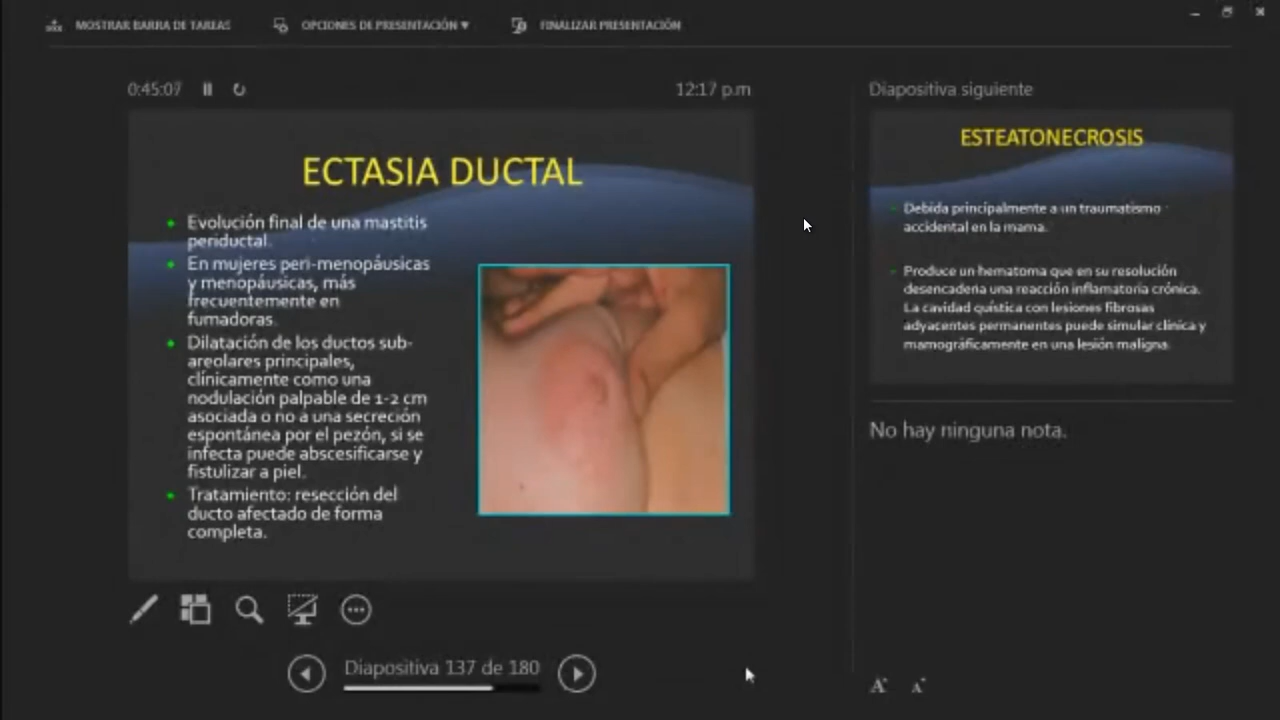 MOSTRAR BARRA DE TAREAS
OPCIONES DE PRESENTACIÓN
FINALIZAR PRESENTACIÓN
0:45:07
12:17 p.m
ECTASIA DUCTAL
Evolución final de una mastitis
periductal.
En mujeres peri-menopáusicas
y menopáusicas, más
frecuentemente en
fumadoras.
Dilatación de los ductos sub-
areolares principales,
clínicamente como una
nodulación palpable de 1-2 cm
asociada o no a una secreción
espontánea por el pezón, si se
infecta puede abscesificarse y
fistulizar a piel.
Tratamiento: resección del
ducto afectado de forma
completa.
Diapositiva 137 de 180
Diapositiva siguiente
ESTEATONECROSIS
Debida principalmente a un traumatismo
accidental en la mama.
Produce un hematoma que en su resolución
desencadena una reacción inflamatoria crónica.
La cavidad quística con lesiones fibrosas
adyacentes permanentes puede simular clínica y
mamográficamente en una lesión maligna.
No hay ninguna nota.
A A